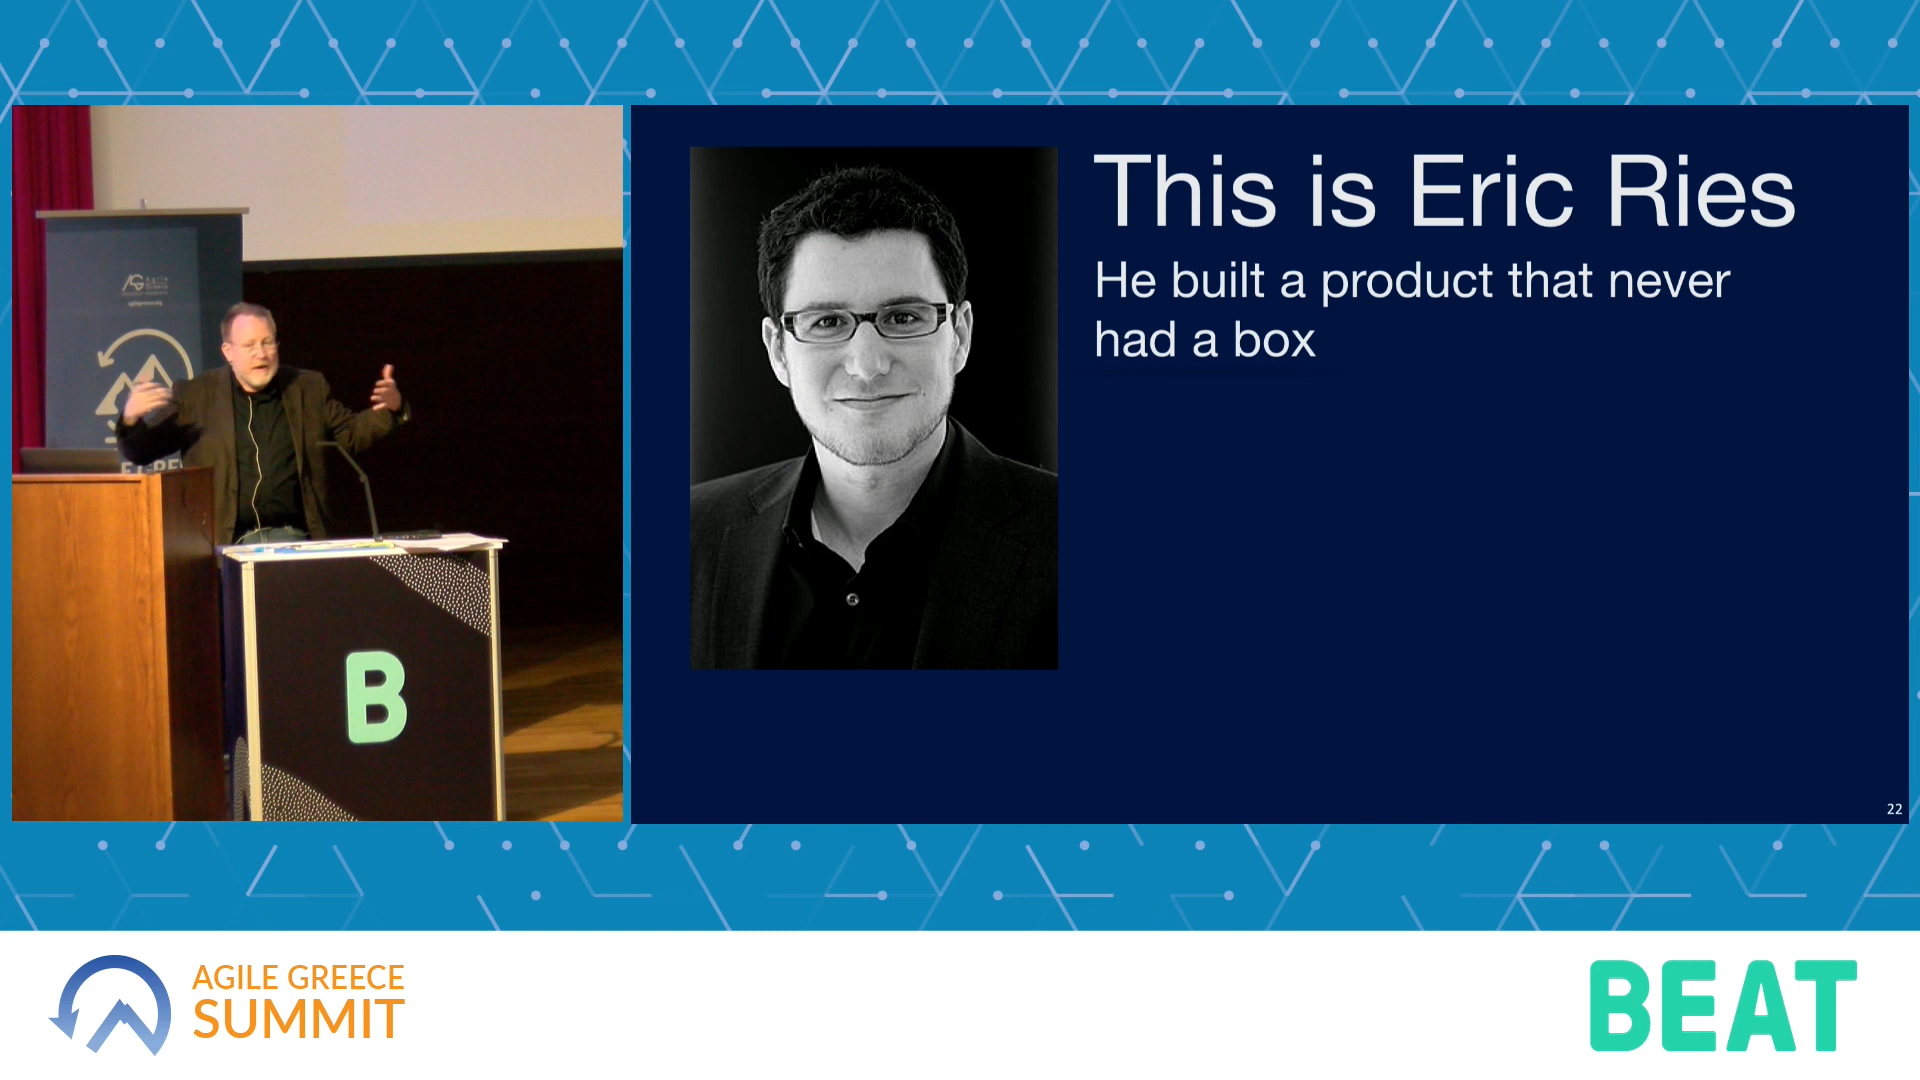 This is Eric Ries
He built a product that never
had a box
22
B
AGILE GREECE
SUMMIT
BEAT